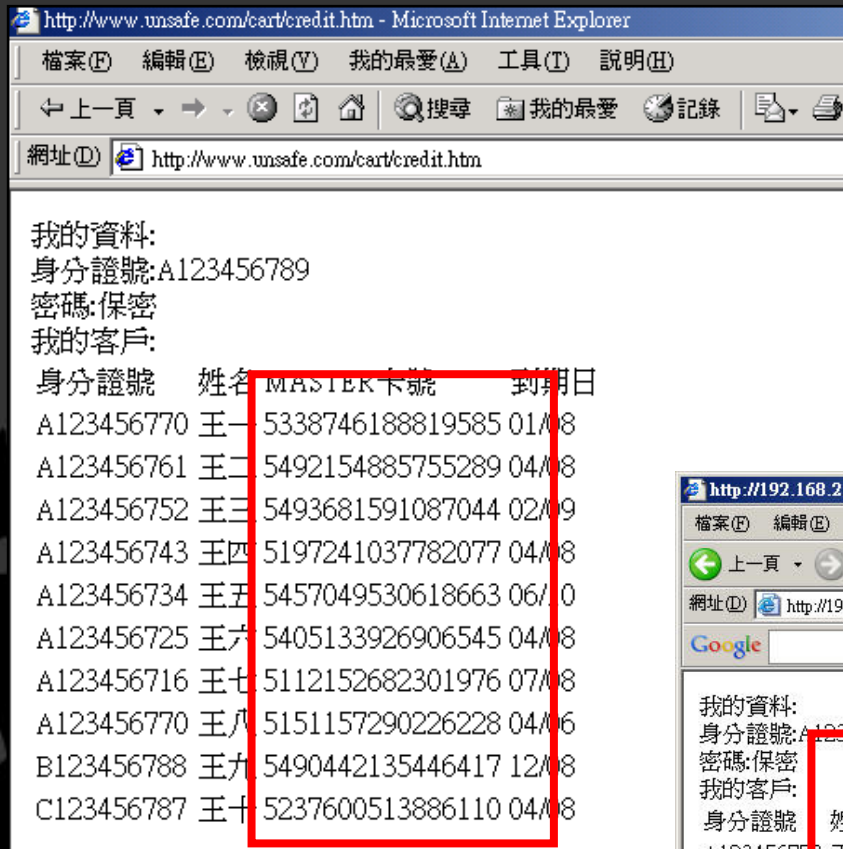 http://www.unsafe.com/cart/credit.htm - Microsoft Internet Explorer
檔案(F) 編輯(E) 檢視(V) 我的最愛(A) 工具(T) 說明(H)
上一頁 搜尋 我的最愛 記錄
網址(D) http://www.unsafe.com/cart/credit.htm
我的資料:
身分證號:A123456789
密碼:保密
我的客戶:
身分證號 姓名 MASTER卡號 到期日
A123456770 王一 5338746188819585 01/08
A123456761 王二 5492154885755289 04/08
A123456752 王三 5493681591087044 02/09
A123456743 王四 5197241037782077 04/08
A123456734 王五 5457049530618663 06/10
A123456725 王六 5405133926906545 04/08
A123456716 王七 5112152682301976 07/08
A123456770 王八 5151157290226228 04/06
B123456788 王九 5490442135446417 12/08
C123456787 王十 5237600513886110 04/08
http://192.168.2
檔案(F) 編輯(E)
上一頁
網址(D) http://19
Google
我的資料:
身分證號:A123
密碼:保密
我的客戶:
身分證號